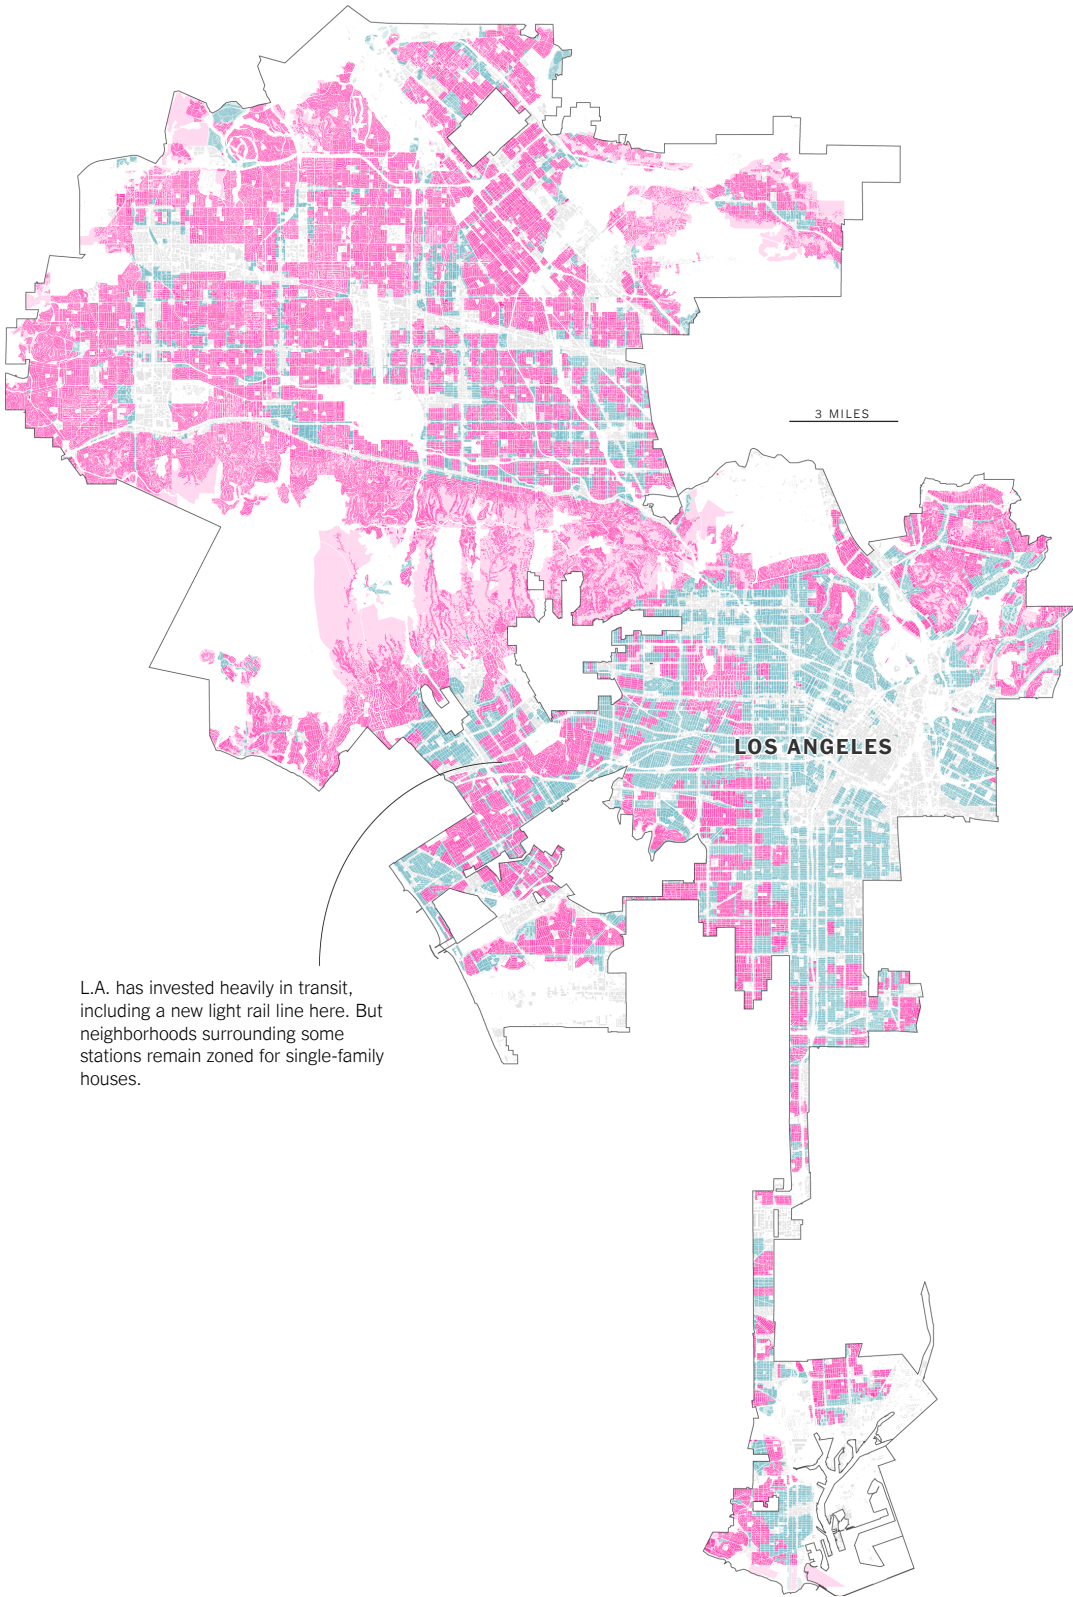 3 MILES
LOS ANGELES
L.A. has invested heavily in transit,
including a new light rail line here. But
neighborhoods surrounding some
stations remain zoned for single-family
houses.